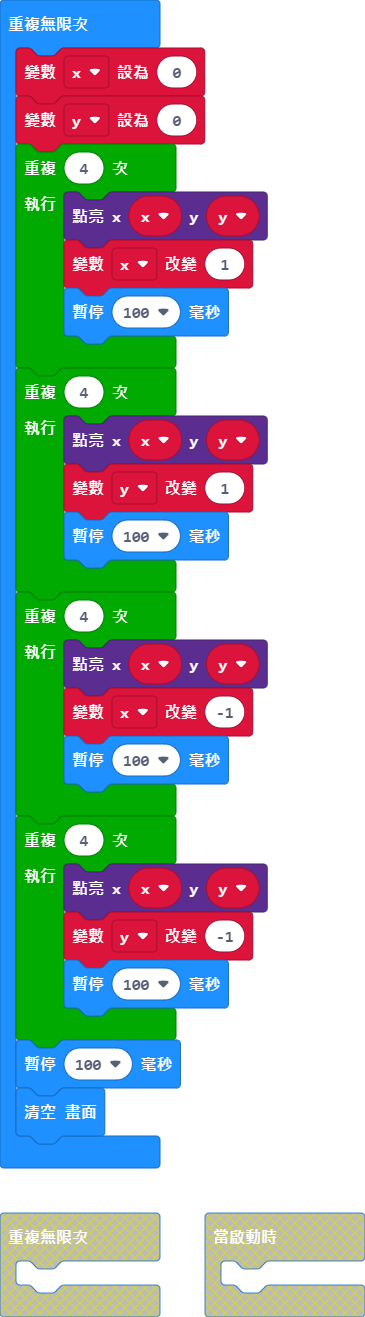 重複無限次
變數 x 設為 0
變數 y 設為 0
重複 4 次
執行
點亮 x x y y
變數 x 改變 1
暫停 100 毫秒
重複 4 次
執行
點亮 x x y y
變數 y 改變 1
暫停 100 毫秒
重複 4 次
執行
點亮 x x y y
變數 x 改變 -1
暫停 100 毫秒
重複 4 次
執行
點亮 x x y y
變數 y 改變 -1
暫停 100 毫秒
暫停 100 毫秒
清空 畫面
重複無限次 當啟動時